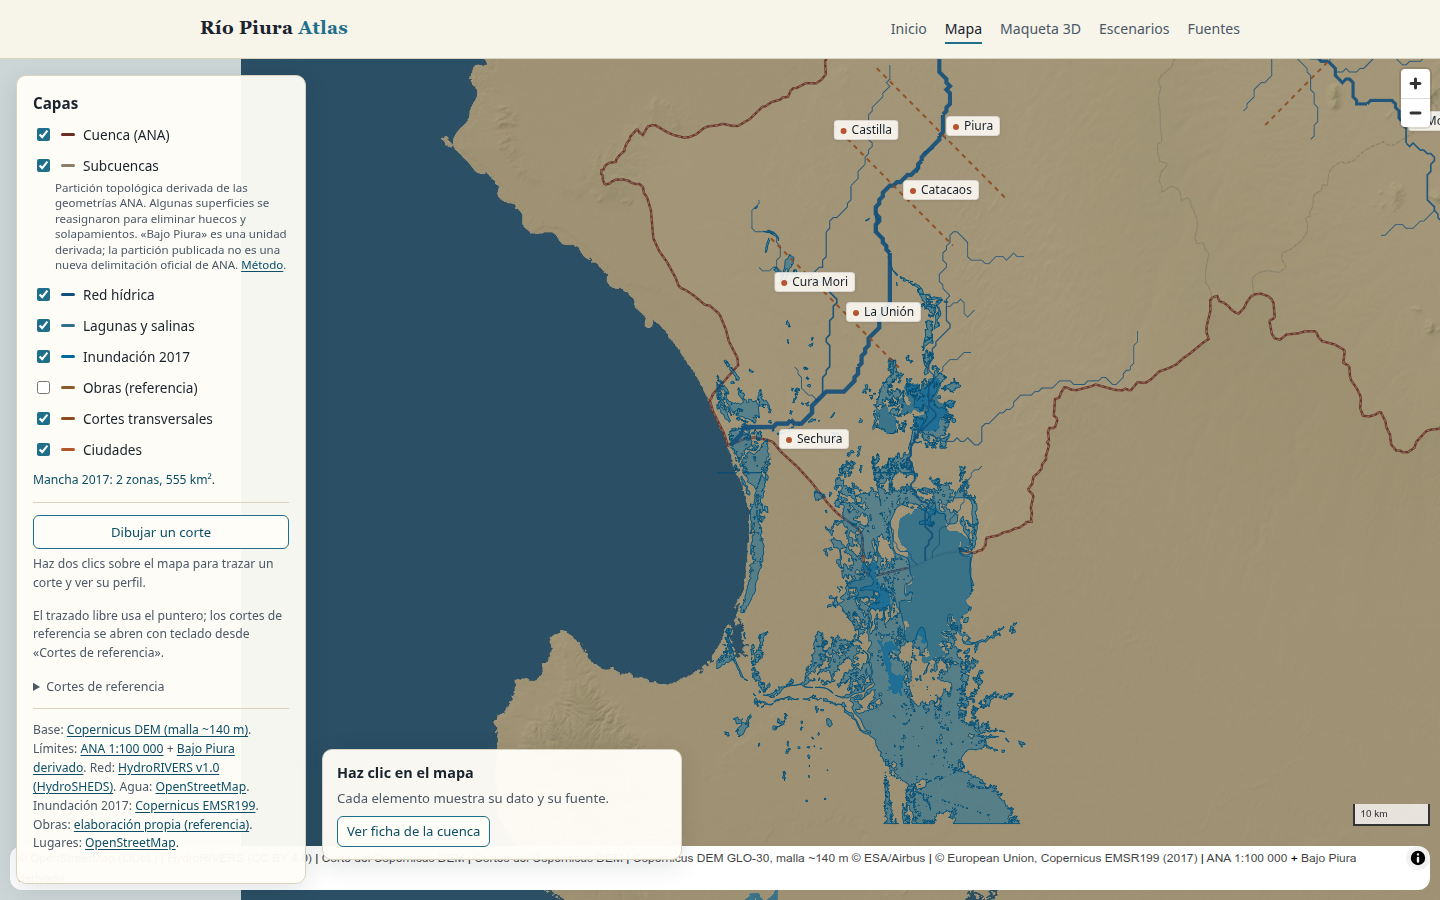 Río Piura Atlas
Inicio Mapa Maqueta 3D Escenarios Fuentes
Capas
Cuenca (ANA)
Subcuencas
Partición topológica derivada de las
geometrías ANA. Algunas superficies se
reasignaron para eliminar huecos y
solapamientos. «Bajo Piura» es una unidad
derivada; la partición publicada no es una
nueva delimitación oficial de ANA. Método.
Red hídrica
Lagunas y salinas
Inundación 2017
Obras (referencia)
Cortes transversales
Ciudades
Mancha 2017: 2 zonas, 555 km².
Dibujar un corte
Haz dos clics sobre el mapa para trazar un
corte y ver su perfil.
El trazado libre usa el puntero; los cortes de
referencia se abren con teclado desde
«Cortes de referencia».
Cortes de referencia
Base: Copernicus DEM (malla ~140 m).
Límites: ANA 1:100 000 + Bajo Piura
derivado. Red: HydroRIVERS v1.0
(HydroSHEDS). Agua: OpenStreetMap.
Inundación 2017: Copernicus EMSR199.
Obras: elaboración propia (referencia).
Lugares: OpenStreetMap.
Castilla
Piura
Catacaos
Cura Mori
La Unión
Sechura
Haz clic en el mapa
Cada elemento muestra su dato y su fuente.
Ver ficha de la cuenca
10 km
Copernicus DEM GLO-30, malla ~140 m © ESA/Airbus | © European Union, Copernicus EMSR199 (2017) | ANA 1:100 000 + Bajo Piura